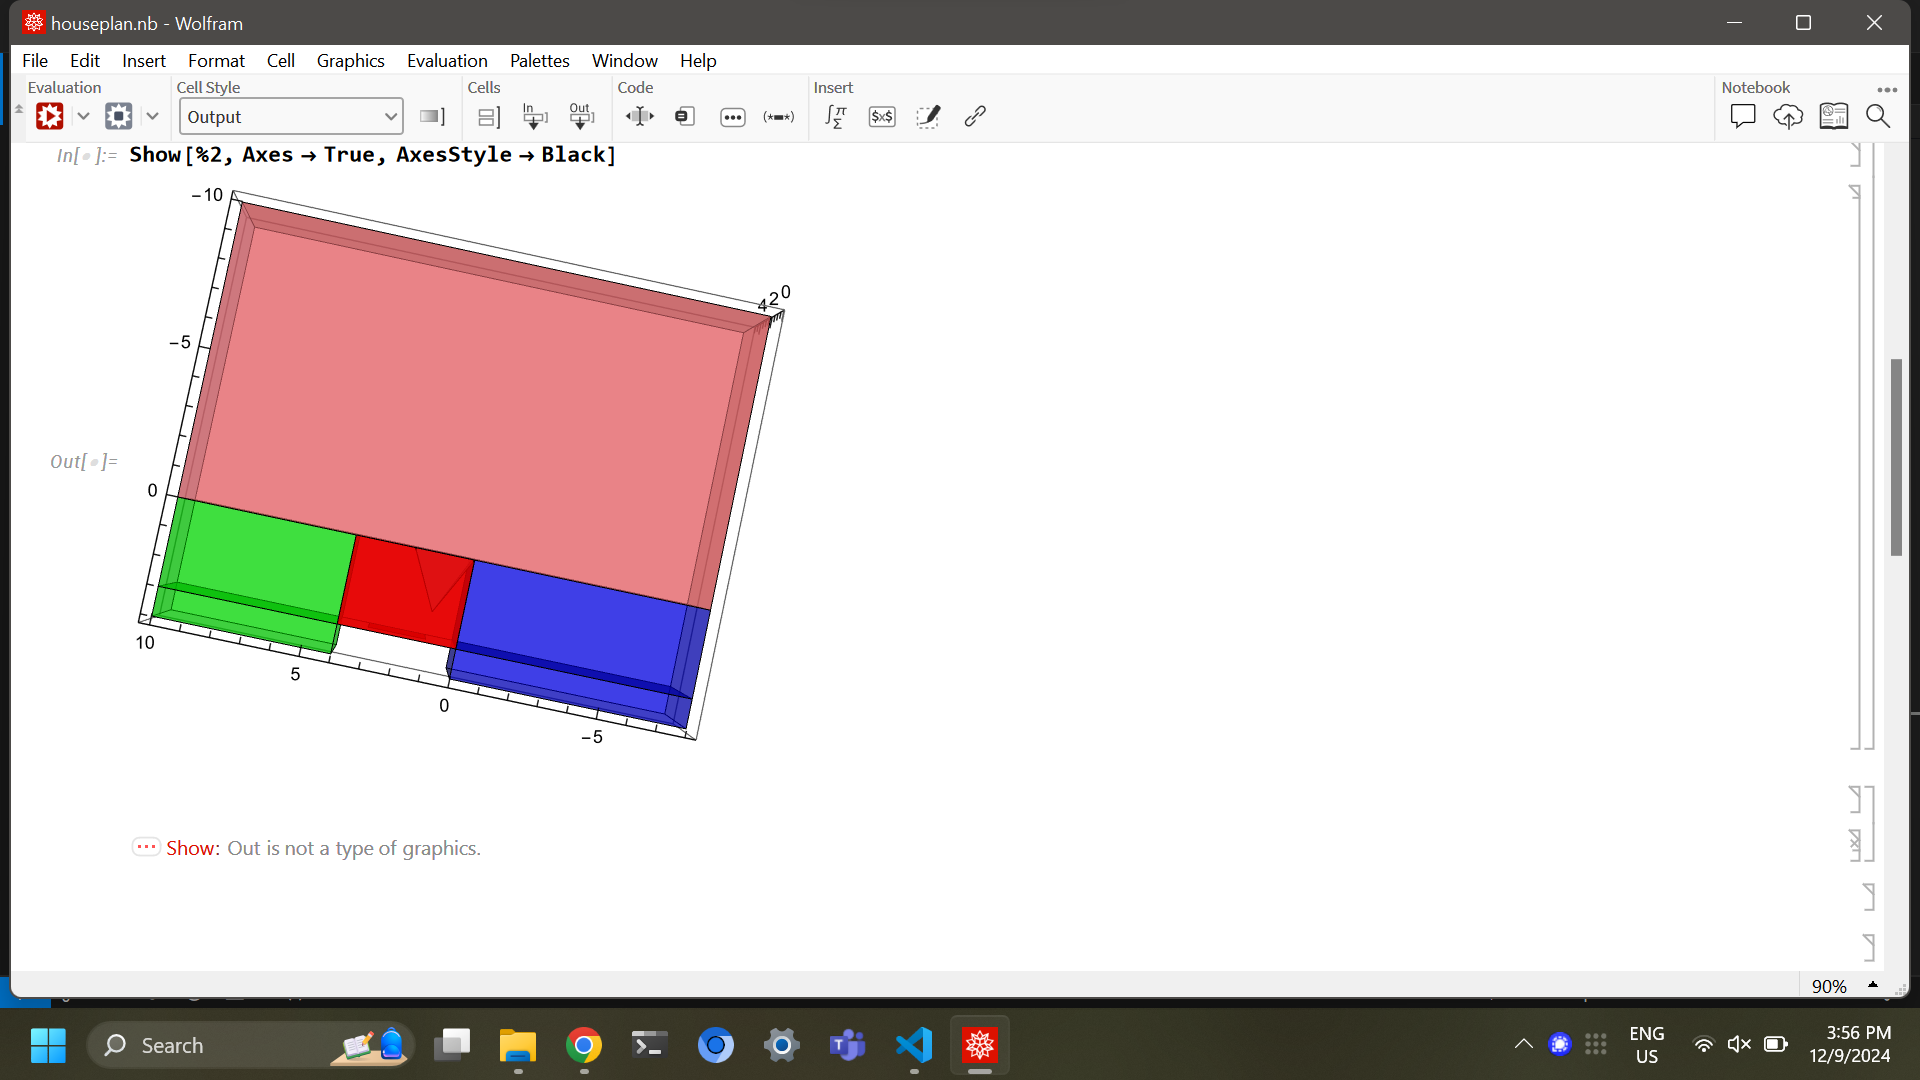 houseplan.nb - Wolfram
File Edit Insert Format Cell Graphics Evaluation Palettes Window Help
Evaluation Cell Style Cells Code Insert Notebook
Output
In Out $x$
In[ ]:= Show[%2, Axes → True, AxesStyle → Black]
-10
4 2 0
-5
Out[ ]=
0
10
5
0
-5
Show: Out is not a type of graphics.
90%
Search
ENG
US
3:56 PM
12/9/2024